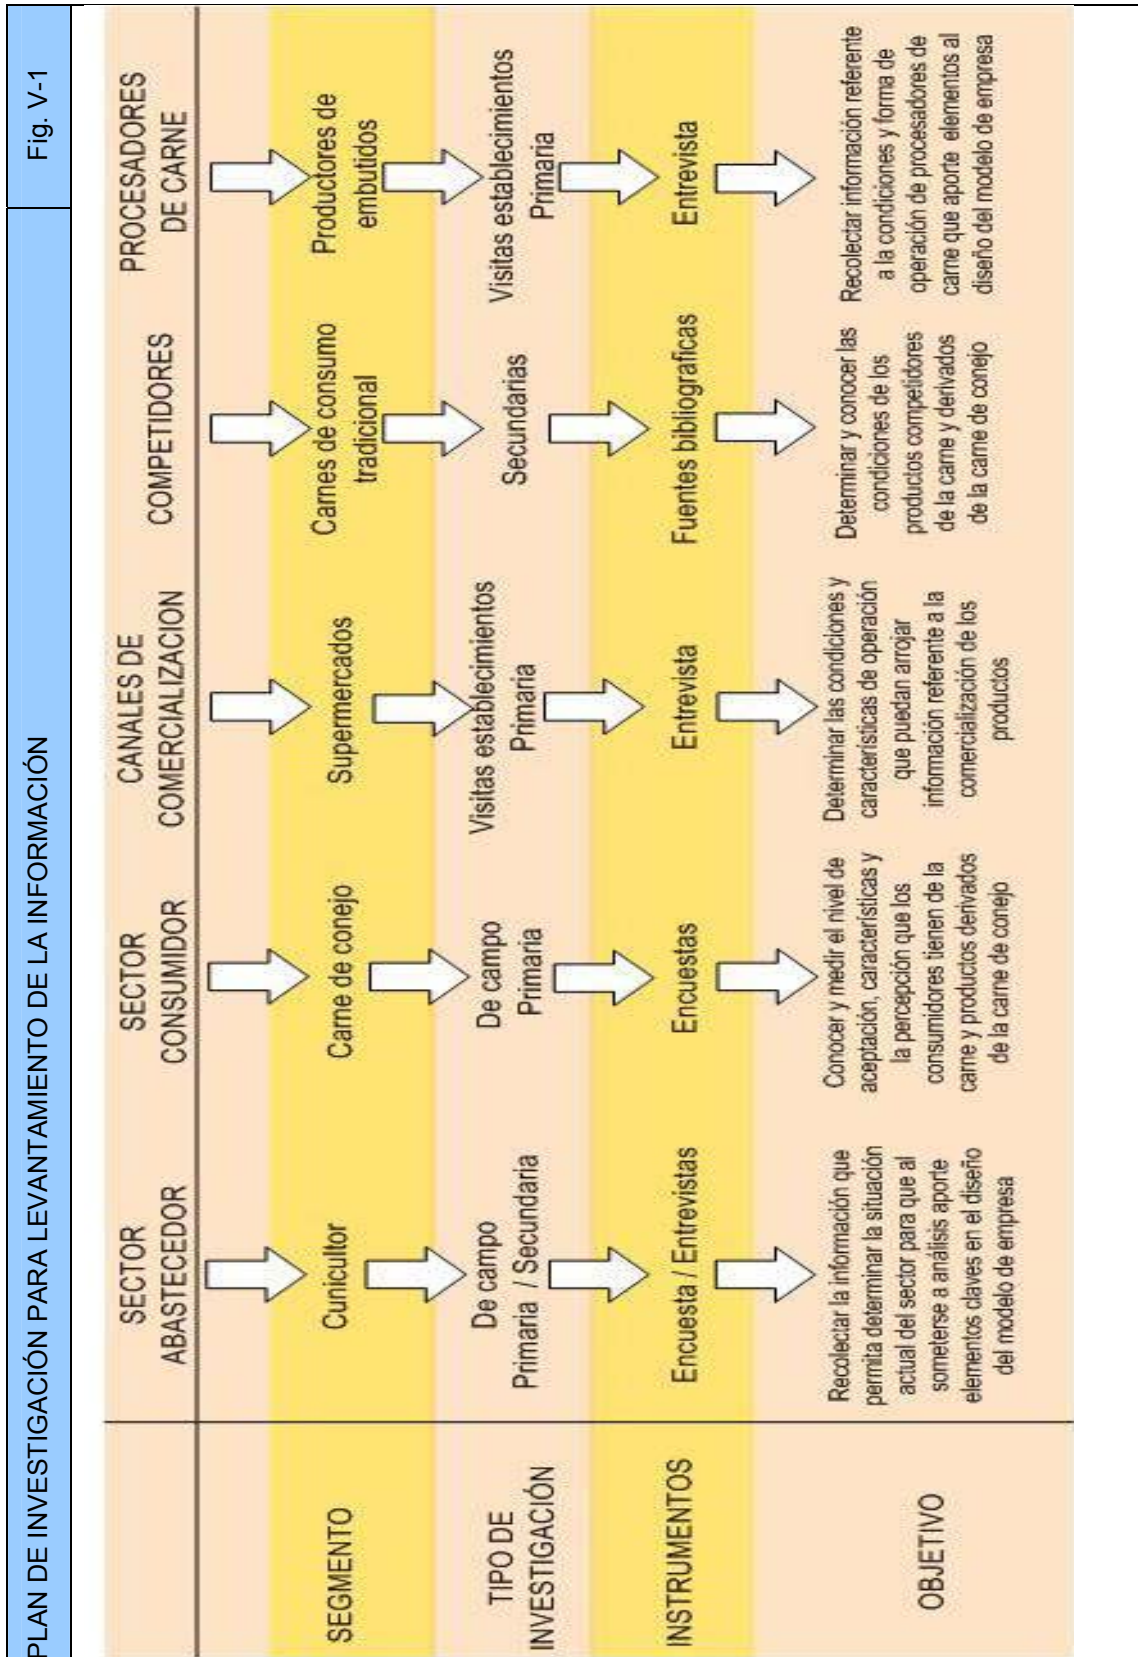 PLAN DE INVESTIGACIÓN PARA LEVANTAMIENTO DE LA INFORMACIÓN
Fig. V-1
SECTOR
ABASTECEDOR
SECTOR
CONSUMIDOR
CANALES DE
COMERCIALIZACION
COMPETIDORES
PROCESADORES
DE CARNE
SEGMENTO
Cunicultor
Carne de conejo
Supermercados
Carnes de consumo
tradicional
Productores de
embutidos
TIPO DE
INVESTIGACIÓN
De campo
Primaria / Secundaria
De campo
Primaria
Visitas establecimientos
Primaria
Secundarias
Visitas establecimientos
Primaria
INSTRUMENTOS
Encuesta / Entrevistas
Encuestas
Entrevista
Fuentes bibliograficas
Entrevista
OBJETIVO
Recolectar la información que
permita determinar la situación
actual del sector para que al
someterse a análisis aporte
elementos claves en el diseño
del modelo de empresa
Conocer y medir el nivel de
aceptación, características y
la percepción que los
consumidores tienen de la
carne y productos derivados
de la carne de conejo
Determinar las condiciones y
características de operación
que puedan arrojar
información referente a la
comercialización de los
productos
Determinar y conocer las
condiciones de los
productos competidores
de la carne y derivados
de la carne de conejo
Recolectar información referente
a la condiciones y forma de
operación de procesadores de
carne que aporte elementos al
diseño del modelo de empresa